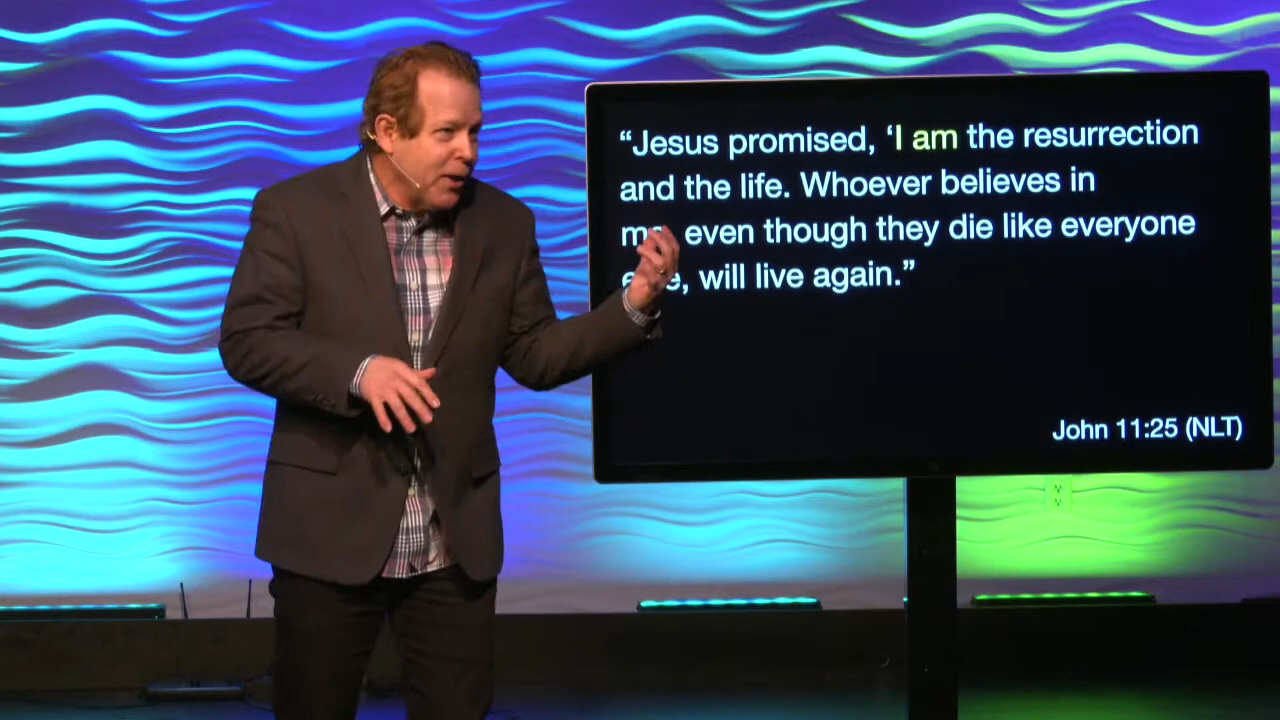 “Jesus promised, ‘I am the resurrection
and the life. Whoever believes in
even though they die like everyone
will live again.”
John 11:25 (NLT)